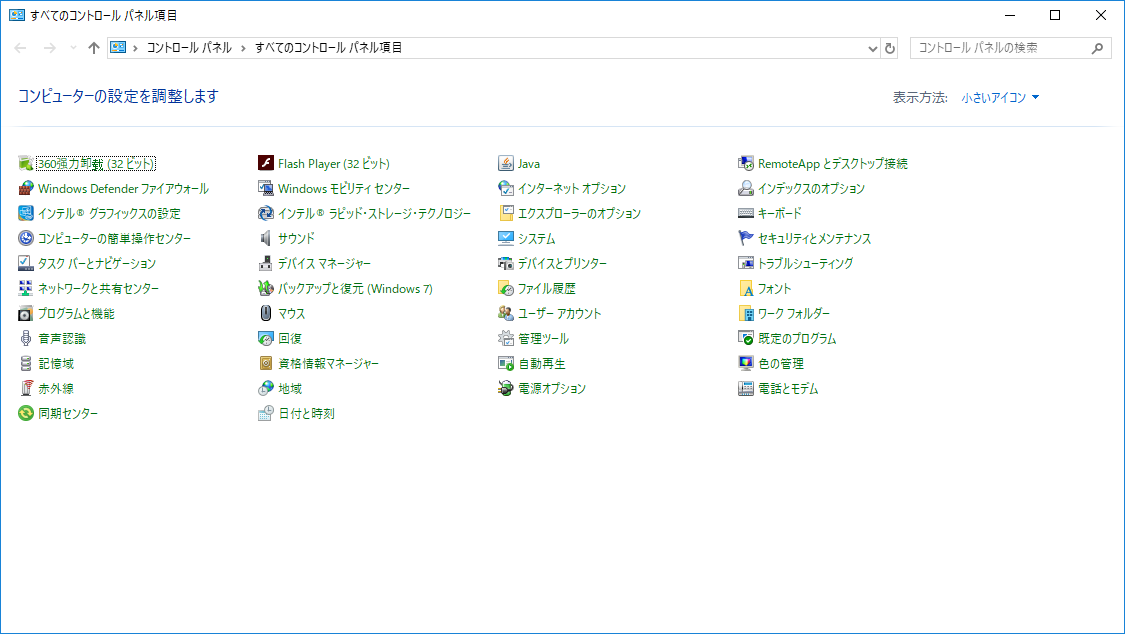 すべてのコントロール パネル項目
コントロール パネル › すべてのコントロール パネル項目
コントロール パネルの検索
コンピューターの設定を調整します
表示方法: 小さいアイコン
360强力卸载 (32 ビット) Flash Player (32 ビット) Java RemoteApp とデスクトップ接続
Windows Defender ファイアウォール Windows モビリティ センター インターネット オプション インデックスのオプション
インテル® グラフィックスの設定 インテル® ラピッド・ストレージ・テクノロジー エクスプローラーのオプション キーボード
コンピューターの簡単操作センター サウンド システム セキュリティとメンテナンス
タスク バーとナビゲーション デバイス マネージャー デバイスとプリンター トラブルシューティング
ネットワークと共有センター バックアップと復元 (Windows 7) ファイル履歴 フォント
プログラムと機能 マウス ユーザー アカウント ワーク フォルダー
音声認識 回復 管理ツール 既定のプログラム
記憶域 資格情報マネージャー 自動再生 色の管理
赤外線 地域 電源オプション 電話とモデム
同期センター 日付と時刻